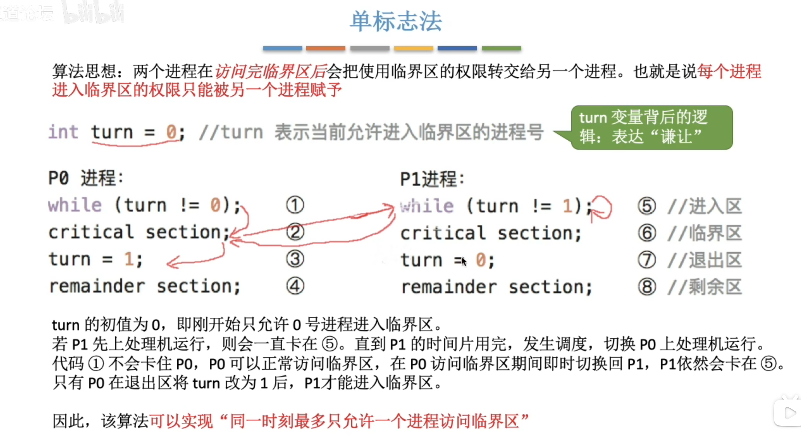 bilibili
单标志法
算法思想：两个进程在访问完临界区后会把使用临界区的权限转交给另一个进程。也就是说每个进程
进入临界区的权限只能被另一个进程赋予
int turn = 0; //turn 表示当前允许进入临界区的进程号
turn 变量背后的逻
辑：表达“谦让”
P0 进程：
while (turn != 0); ①
critical section; ②
turn = 1; ③
remainder section; ④
P1进程：
while (turn != 1); ⑤ //进入区
critical section; ⑥ //临界区
turn = 0; ⑦ //退出区
remainder section; ⑧ //剩余区
turn 的初值为 0，即刚开始只允许 0 号进程进入临界区。
若 P1 先上处理机运行，则会一直卡在 ⑤。直到 P1 的时间片用完，发生调度，切换 P0 上处理机运行。
代码 ① 不会卡住 P0，P0 可以正常访问临界区，在 P0 访问临界区期间即时切换回 P1，P1依然会卡在 ⑤。
只有 P0 在退出区将 turn 改为 1 后，P1才能进入临界区。
因此，该算法可以实现“同一时刻最多只允许一个进程访问临界区”